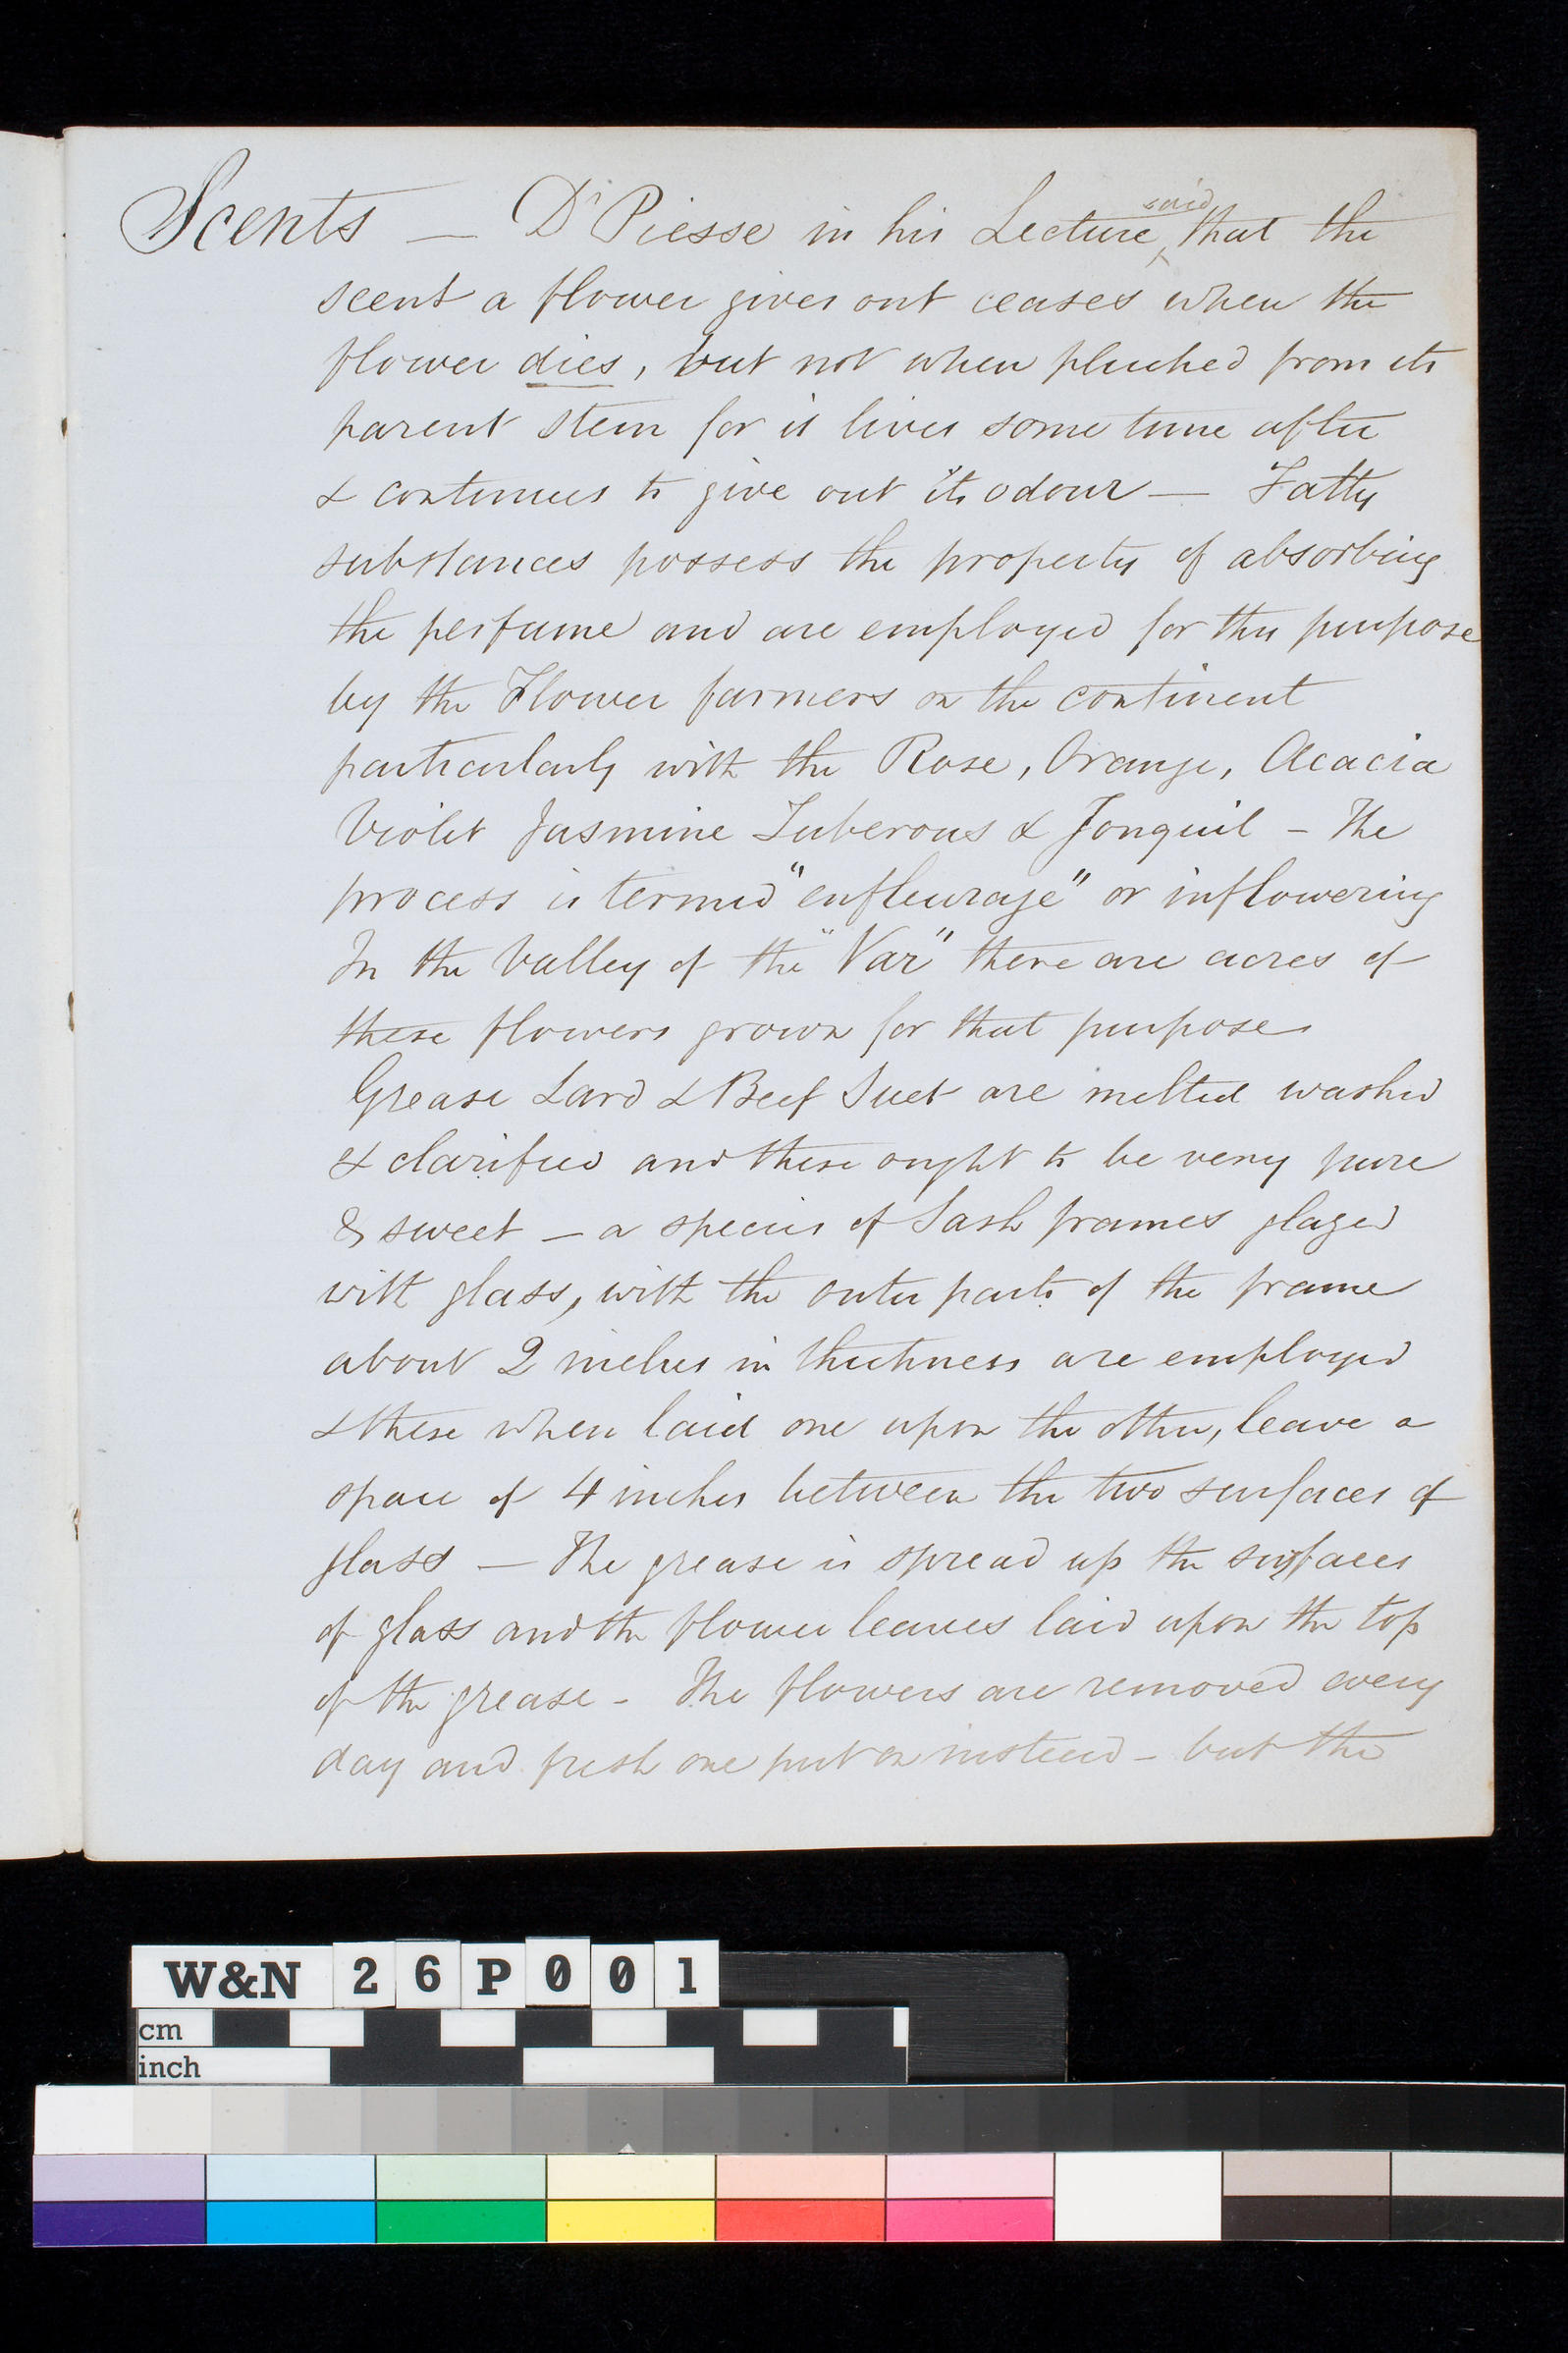 Scents — Dr Piesse in his Lecture said that the
scent a flower gives out ceases when the
flower dies, but not when plucked from its
parent stem for it lives some time after
& continues to give out its odour — Fatty
substances possess the property of absorbing
the perfume and are employed for this purpose
by the Flower farmers on the continent
particularly with the Rose, Orange, Acacia
Violet Jasmine Tuberous & Jonquil – The
process is termed "enfleurage" or inflowering
In the Valley of the "Var" there are acres of
these flowers grown for that purpose
Grease Lard & Beef Suet are melted washed
& clarified and these ought to be very pure
& sweet – a species of Sash frames glazed
with glass, with the outer parts of the frame
about 2 inches in thickness are employed
& these when laid one upon the other, leave a
space of 4 inches between the two surfaces of
glass — The grease is spread up the surfaces
of glass and the flower leaves laid upon the top
of the grease - The flowers are removed every
day and fresh one put on instead – but the
W&N 26P001
cm
inch